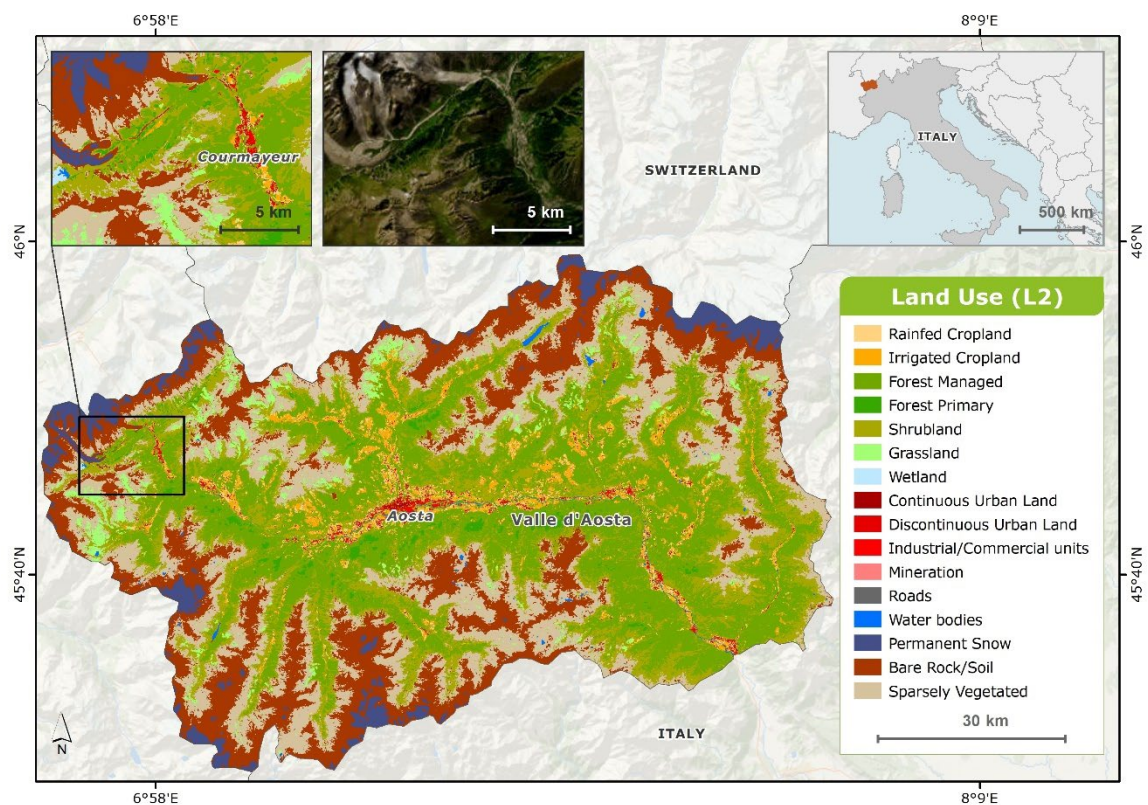 6°58'E
8°9'E
Courmayeur
5 km
5 km
ITALY
500 km
SWITZERLAND
46°N
46°N
Land Use (L2)
Rainfed Cropland
Irrigated Cropland
Forest Managed
Forest Primary
Shrubland
Grassland
Wetland
Continuous Urban Land
Discontinuous Urban Land
Industrial/Commercial units
Mineration
Roads
Water bodies
Permanent Snow
Bare Rock/Soil
Sparsely Vegetated
30 km
Aosta
Valle d'Aosta
45°40'N
45°40'N
N
ITALY
6°58'E
8°9'E